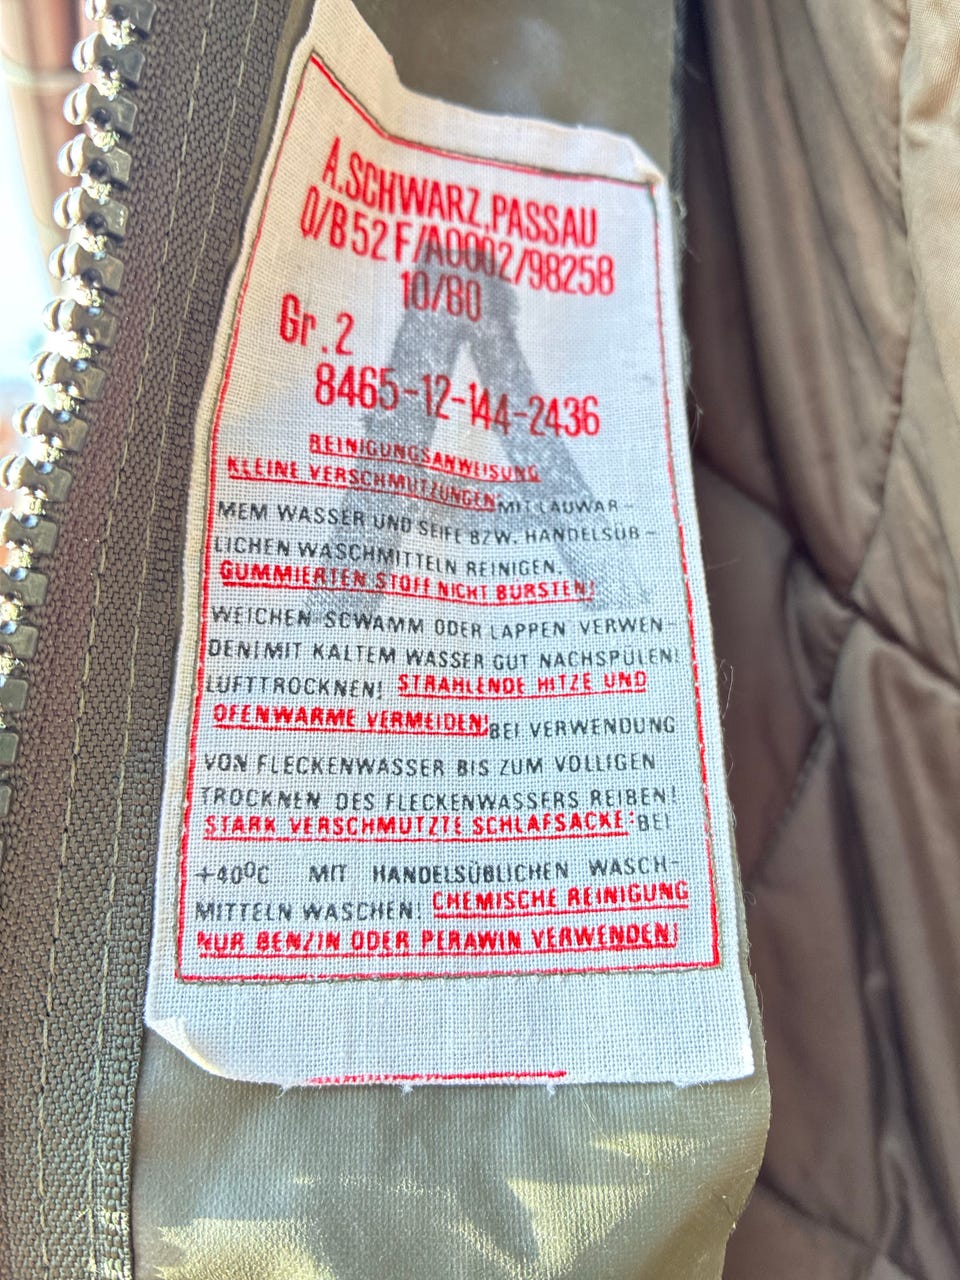 A.SCHWARZ.PASSAU
0/B52F/A0002/98258
10/80
Gr.2
8465-12-144-2436
REINIGUNGSANWEISUNG
KLEINE VERSCHMUTZUNGEN: MIT LAUWAR-
MEM WASSER UND SEIFE BZW. HANDELSÜB-
LICHEN WASCHMITTELN REINIGEN.
GUMMIERTEN STOFF NICHT BÜRSTEN!
WEICHEN SCWAMM ODER LAPPEN VERWEN-
DEN! MIT KALTEM WASSER GUT NACHSPÜLEN!
LUFTTROCKNEN! STRAHLENDE HITZE UND
OFENWÄRME VERMEIDEN! BEI VERWENDUNG
VON FLECKENWASSER BIS ZUM VÖLLIGEN
TROCKNEN DES FLECKENWASSERS REIBEN!
STARK VERSCHMUTZTE SCHLAFSÄCKE: BEI
+40°C MIT HANDELSÜBLICHEN WASCH-
MITTELN WASCHEN! CHEMISCHE REINIGUNG
NUR BENZIN ODER PERAWIN VERWENDEN!